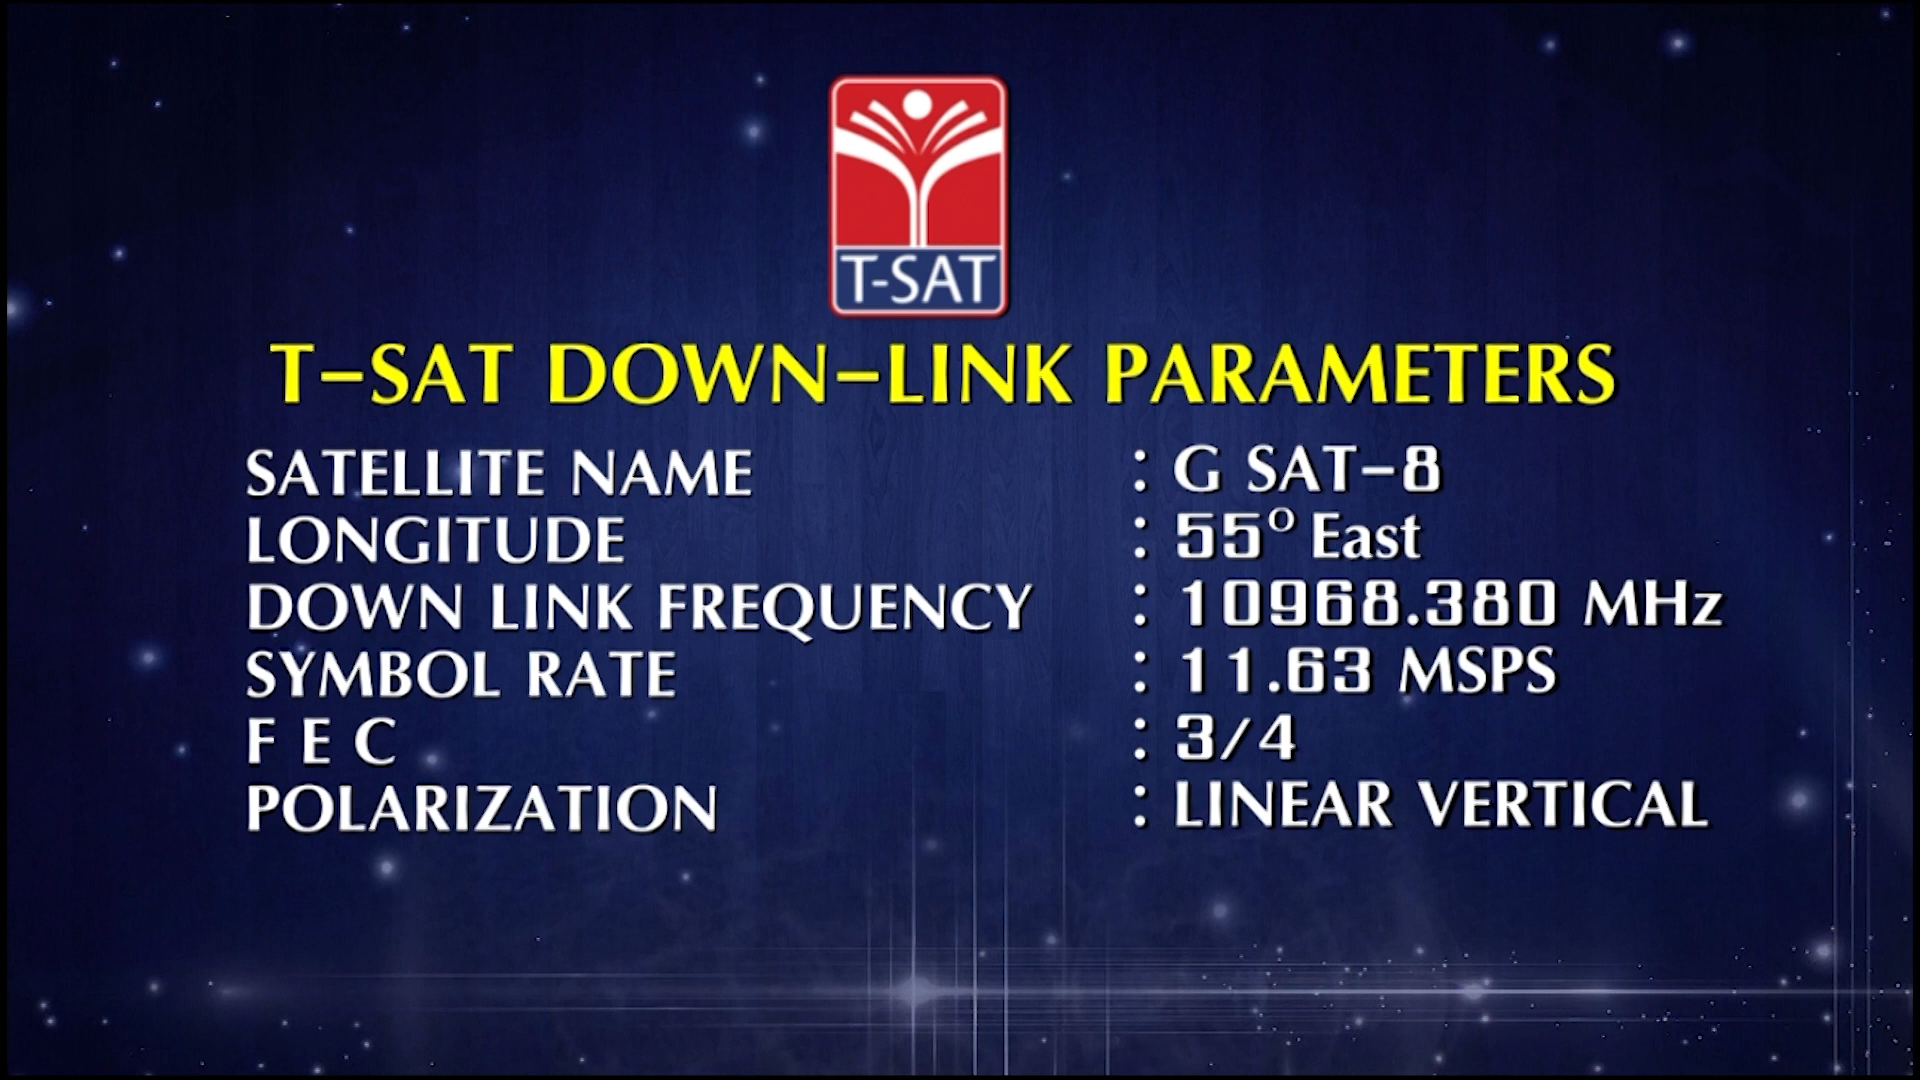 T-SAT
T-SAT DOWN-LINK PARAMETERS
SATELLITE NAME : G SAT-8
LONGITUDE : 55° East
DOWN LINK FREQUENCY : 10968.380 MHz
SYMBOL RATE : 11.63 MSPS
F E C : 3/4
POLARIZATION : LINEAR VERTICAL